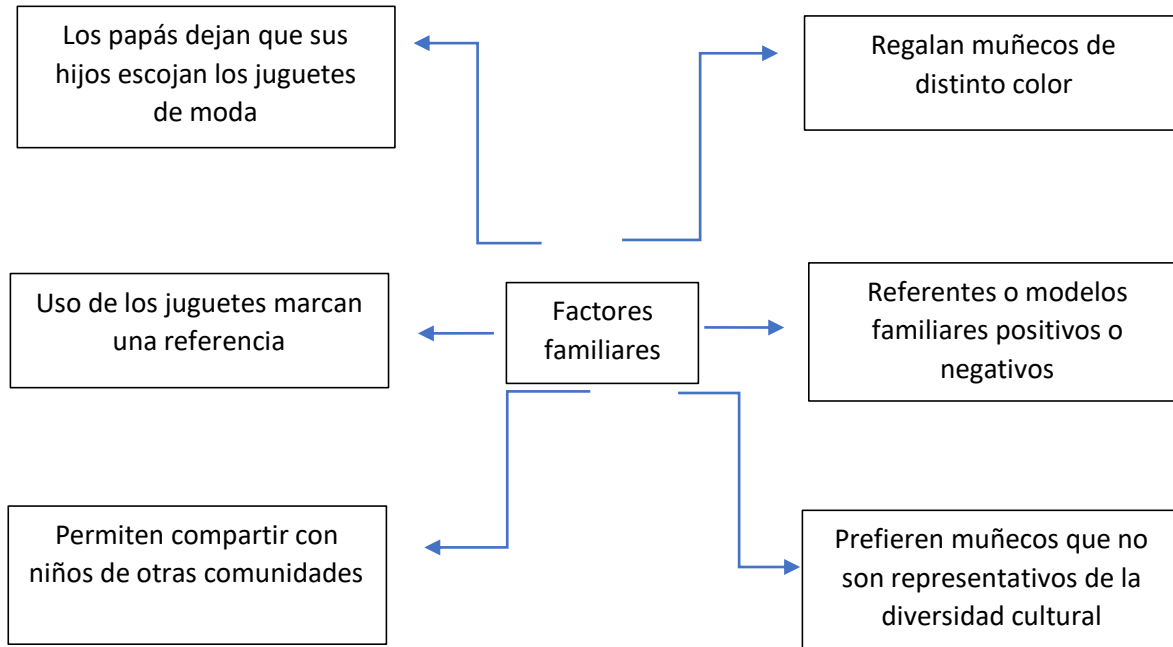 Los papás dejan que sus
hijos escojan los juguetes
de moda
Regalan muñecos de
distinto color
Uso de los juguetes marcan
una referencia
Factores
familiares
Referentes o modelos
familiares positivos o
negativos
Permiten compartir con
niños de otras comunidades
Prefieren muñecos que no
son representativos de la
diversidad cultural